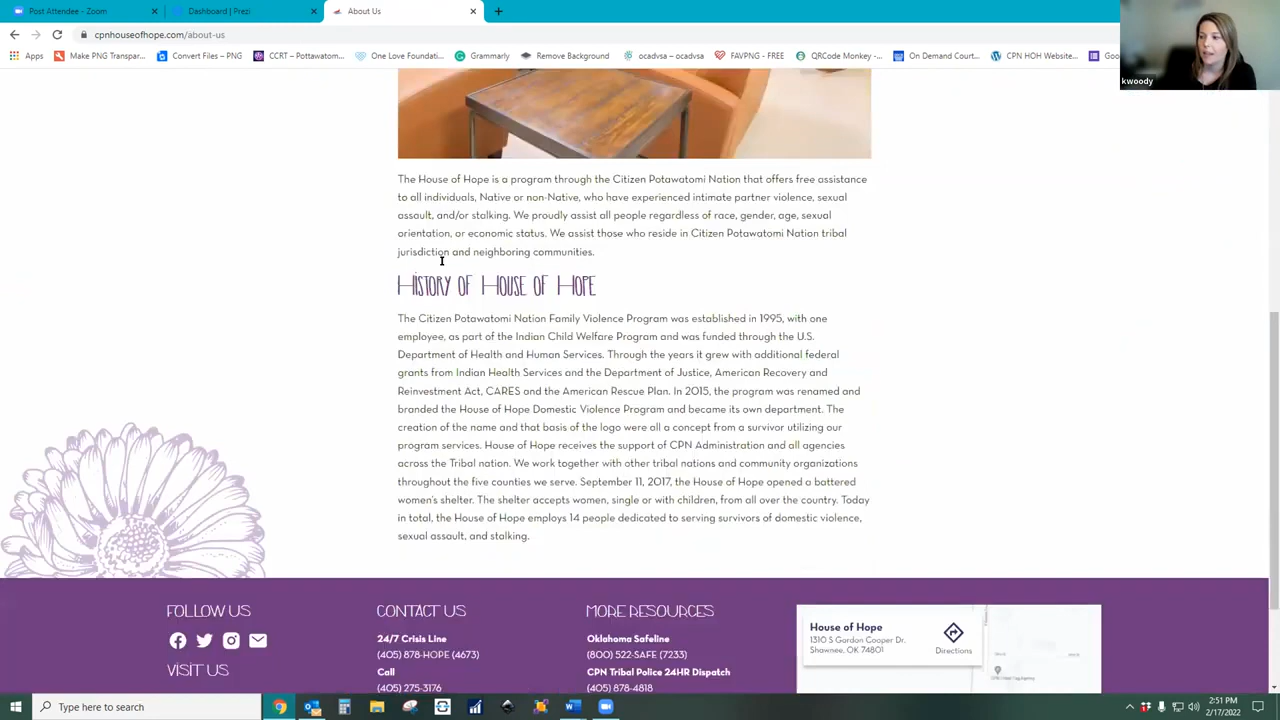 Post Attendee - Zoom
Dashboard | Prezi
About Us
cpnhouseofhope.com/about-us
Apps
Make PNG Transpar...
Convert Files – PNG
CCRT – Pottawatom...
One Love Foundati...
Grammarly
Remove Background
ocadvsa – ocadvsa
FAVPNG - FREE
QRCode Monkey -...
On Demand Court...
CPN HOH Website...
Goo
kwoody
The House of Hope is a program through the Citizen Potawatomi Nation that offers free assistance
to all individuals, Native or non-Native, who have experienced intimate partner violence, sexual
assault, and/or stalking. We proudly assist all people regardless of race, gender, age, sexual
orientation, or economic status. We assist those who reside in Citizen Potawatomi Nation tribal
jurisdiction and neighboring communities.
HISTORY OF HOUSE OF HOPE
The Citizen Potawatomi Nation Family Violence Program was established in 1995, with one
employee, as part of the Indian Child Welfare Program and was funded through the U.S.
Department of Health and Human Services. Through the years it grew with additional federal
grants from Indian Health Services and the Department of Justice, American Recovery and
Reinvestment Act, CARES and the American Rescue Plan. In 2015, the program was renamed and
branded the House of Hope Domestic Violence Program and became its own department. The
creation of the name and that basis of the logo were all a concept from a survivor utilizing our
program services. House of Hope receives the support of CPN Administration and all agencies
across the Tribal nation. We work together with other tribal nations and community organizations
throughout the five counties we serve. September 11, 2017, the House of Hope opened a battered
women's shelter. The shelter accepts women, single or with children, from all over the country. Today
in total, the House of Hope employs 14 people dedicated to serving survivors of domestic violence,
sexual assault, and stalking.
FOLLOW US
VISIT US
CONTACT US
24/7 Crisis Line
(405) 878-HOPE (4673)
Call
(405) 275-3176
MORE RESOURCES
Oklahoma Safeline
(800) 522-SAFE (7233)
CPN Tribal Police 24HR Dispatch
(405) 878-4818
House of Hope
1310 S Gordon Cooper Dr.
Shawnee, OK 74801
Directions
Type here to search
2:51 PM
2/17/2022